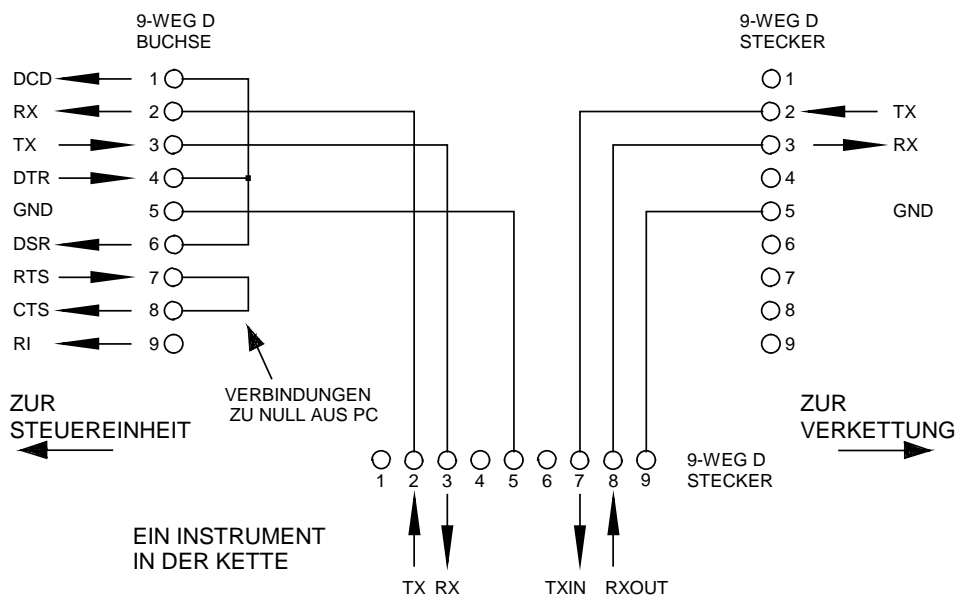 9-WEG D
BUCHSE
9-WEG D
STECKER
DCD 1
RX 2
TX 3
DTR 4
GND 5
DSR 6
RTS 7
CTS 8
RI 9
1
2 TX
3 RX
4
5 GND
6
7
8
9
VERBINDUNGEN
ZU NULL AUS PC
ZUR
STEUEREINHEIT
ZUR
VERKETTUNG
1 2 3 4 5 6 7 8 9
9-WEG D
STECKER
EIN INSTRUMENT
IN DER KETTE
TX RX TXIN RXOUT